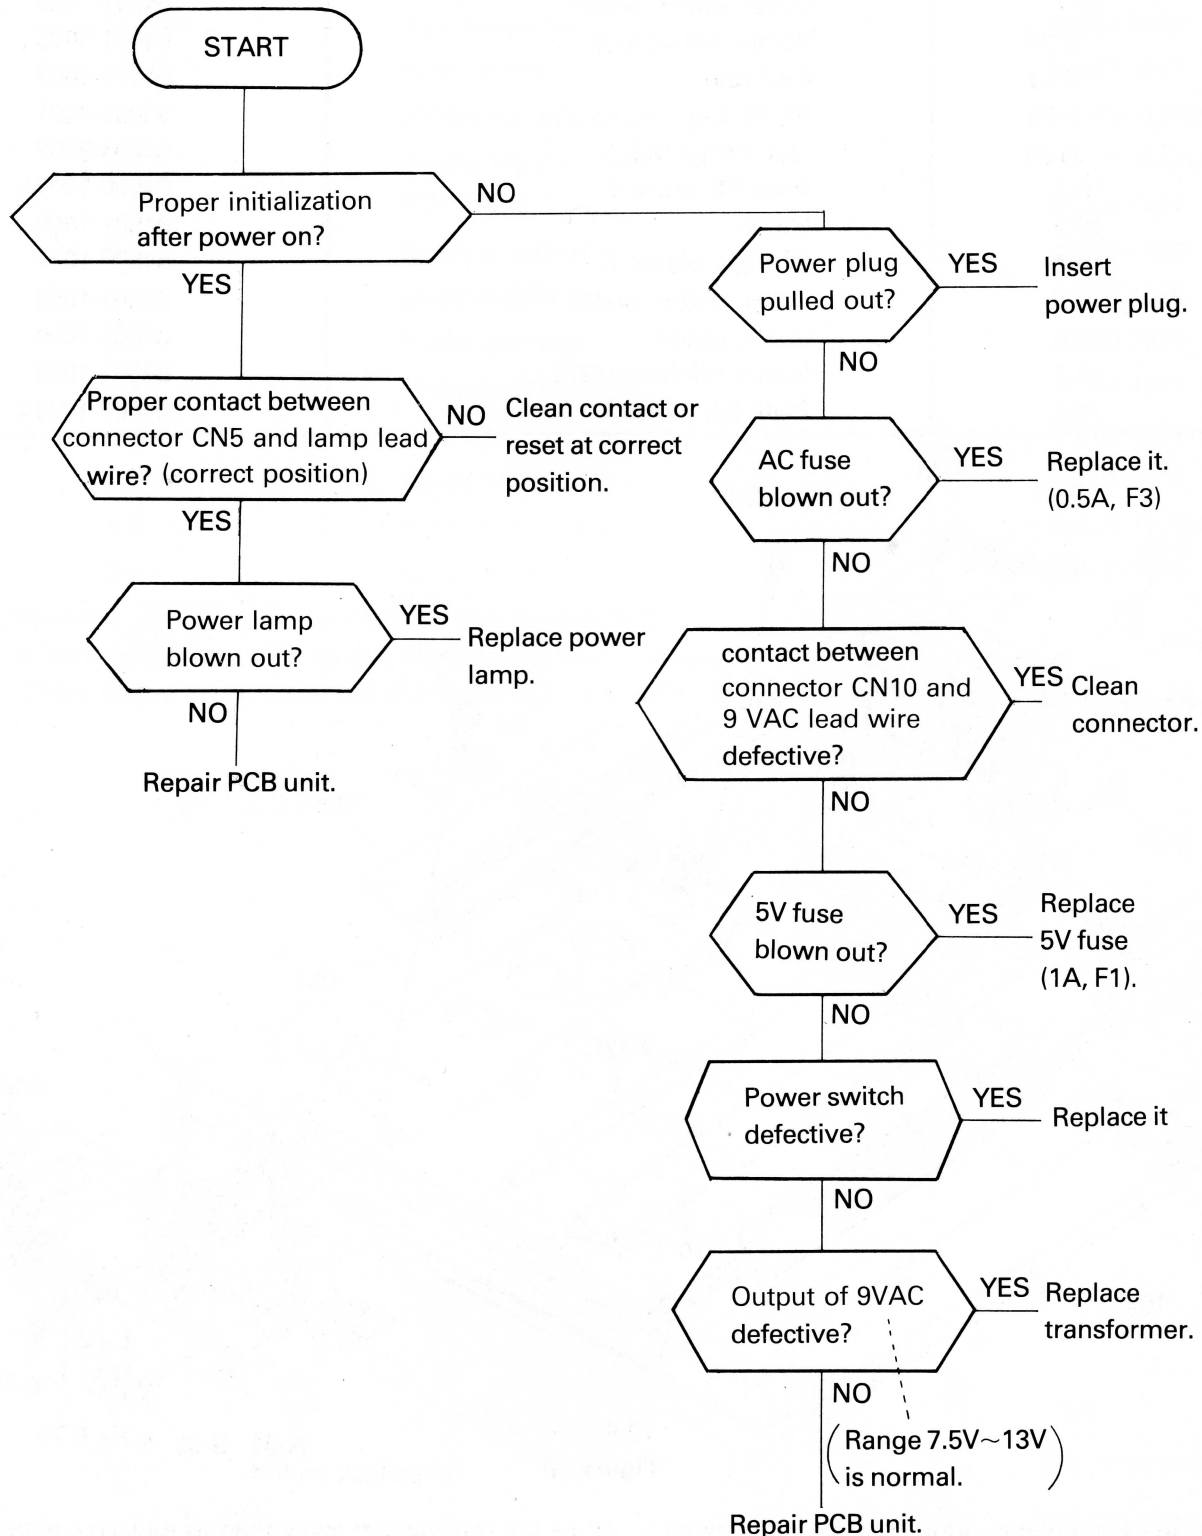 START
Proper initialization
after power on?
NO
YES
Power plug
pulled out?
YES
Insert
power plug.
NO
Proper contact between
connector CN5 and lamp lead
wire? (correct position)
NO
Clean contact or
reset at correct
position.
YES
AC fuse
blown out?
YES
Replace it.
(0.5A, F3)
NO
Power lamp
blown out?
YES
Replace power
lamp.
NO
Repair PCB unit.
contact between
connector CN10 and
9 VAC lead wire
defective?
YES
Clean
connector.
NO
5V fuse
blown out?
YES
Replace
5V fuse
(1A, F1).
NO
Power switch
defective?
YES
Replace it
NO
Output of 9VAC
defective?
YES
Replace
transformer.
NO
(Range 7.5V~13V
is normal.)
Repair PCB unit.